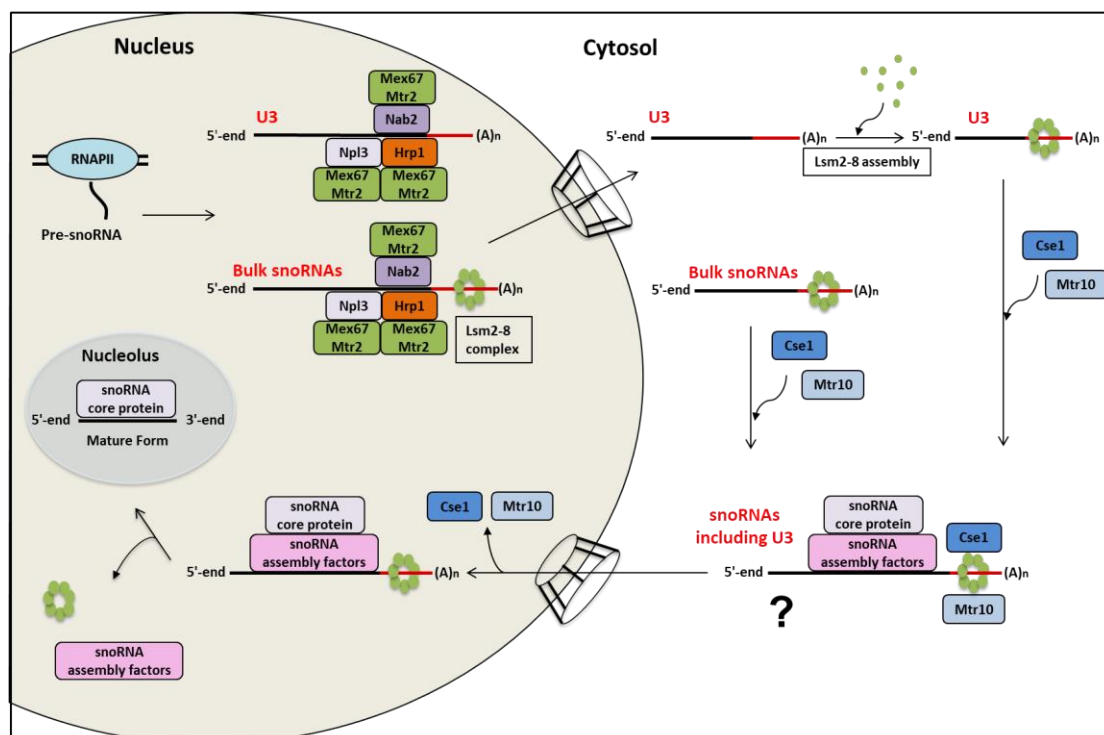 Nucleus
Cytosol
Mex67
Mtr2
U3
Nab2
5'-end
(A)n
Npl3
Hrp1
Mex67
Mtr2
Mex67
Mtr2
RNAPII
Pre-snoRNA
Mex67
Mtr2
Bulk snoRNAs
Nab2
5'-end
(A)n
Npl3
Hrp1
Mex67
Mtr2
Mex67
Mtr2
Lsm2-8
complex
U3
5'-end
(A)n
Lsm2-8 assembly
U3
5'-end
(A)n
Cse1
Mtr10
Bulk snoRNAs
5'-end
(A)n
Cse1
Mtr10
Nucleolus
snoRNA
core protein
5'-end
3'-end
Mature Form
snoRNA
core protein
snoRNA
assembly factors
5'-end
(A)n
Cse1
Mtr10
snoRNAs
including U3
snoRNA
core protein
snoRNA
assembly factors
Cse1
5'-end
(A)n
Mtr10
?
snoRNA
assembly factors